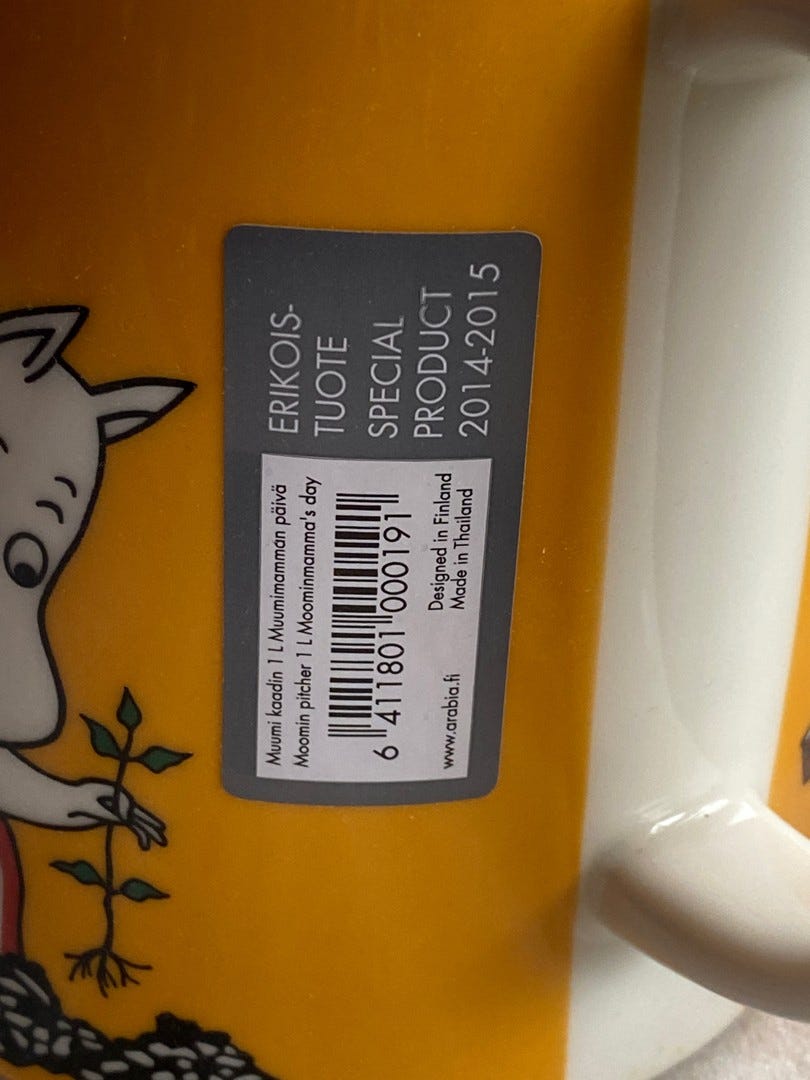 ERIKOIS-
TUOTE
SPECIAL
PRODUCT
2014-2015
Muumi kaadin 1 L Muumimamman päivä
Moomin pitcher 1 L Moominmamma's day
6 411801 000191
Designed in Finland
www.arabia.fi Made in Thailand